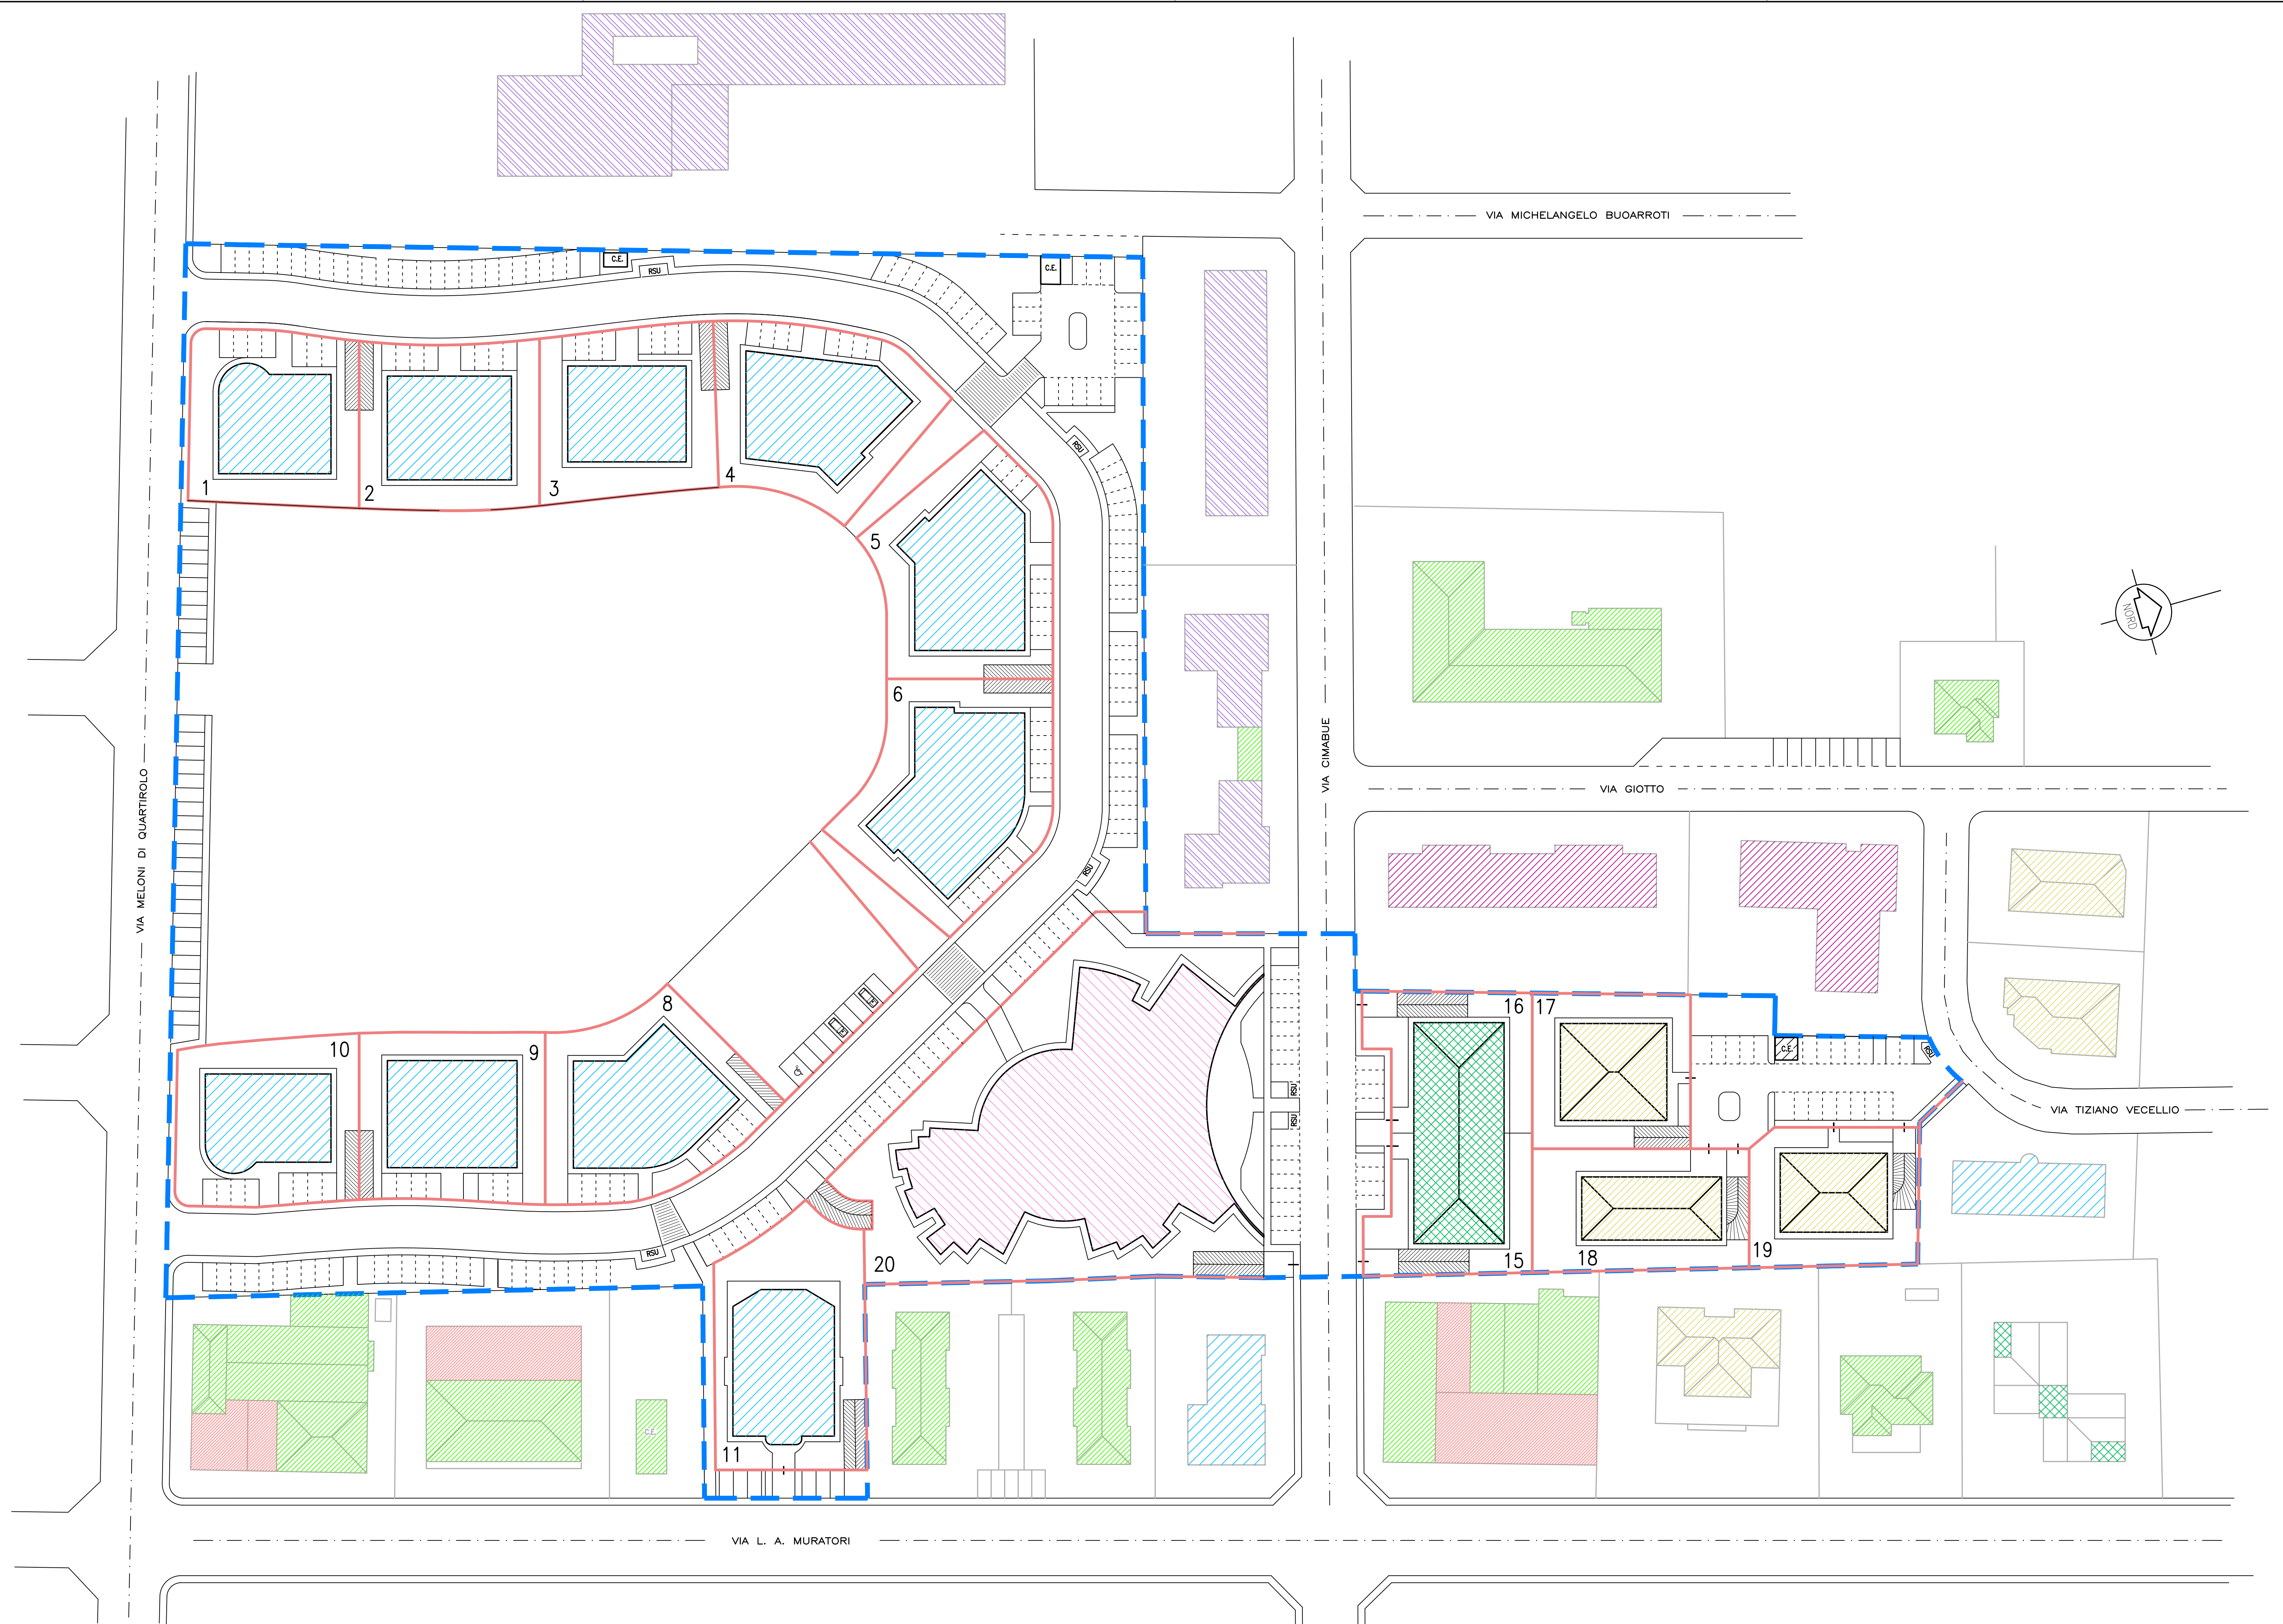 VIA MICHELANGELO BUOARROTI
C.E.
RSU
C.E.
RSU
1
2
3
4
5
6
NORD
VIA MELONI DI QUARTIROLO
VIA CIMABUE
VIA GIOTTO
RSU
8
16
17
10
9
C.E.
RSU
RSU
RSU
VIA TIZIANO VECELLIO
RSU
20
15
18
19
C.E.
11
VIA L. A. MURATORI